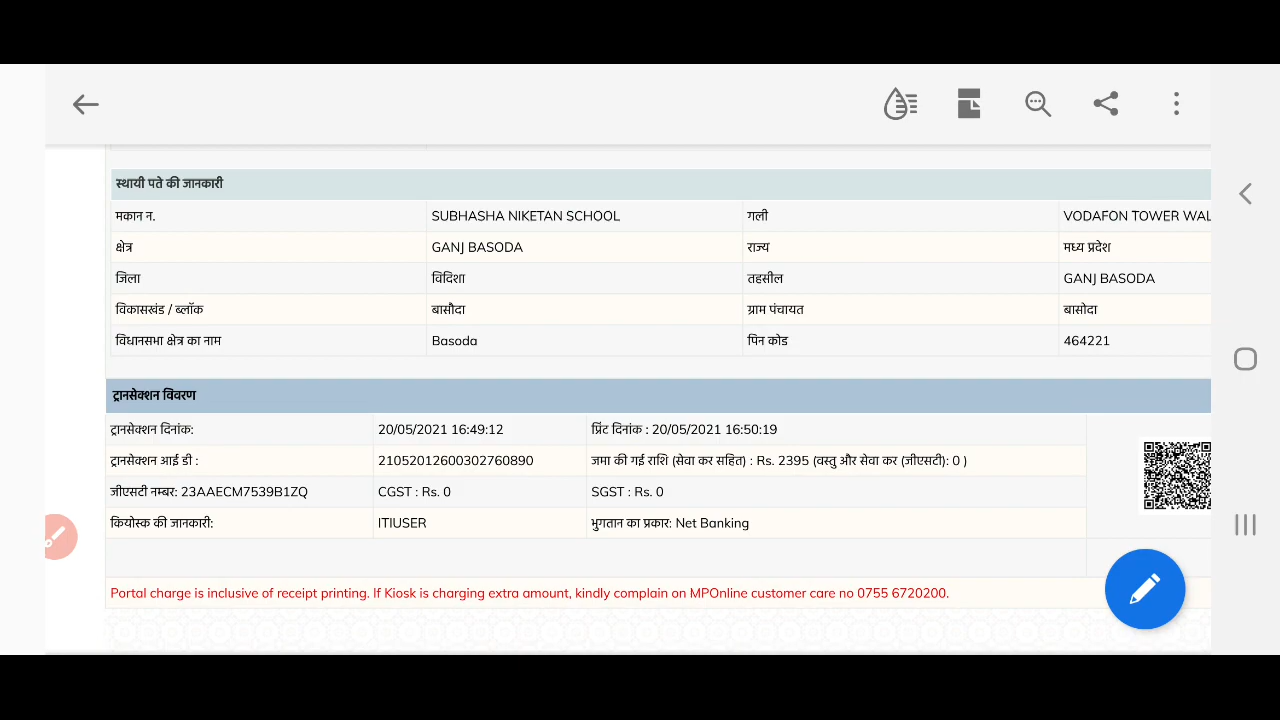 स्थायी पते की जानकारी
मकान न. SUBHASHA NIKETAN SCHOOL गली VODAFON TOWER WAL
क्षेत्र GANJ BASODA राज्य मध्य प्रदेश
जिला विदिशा तहसील GANJ BASODA
विकासखंड / ब्लॉक बासौदा ग्राम पंचायत बासोदा
विधानसभा क्षेत्र का नाम Basoda पिन कोड 464221
ट्रान्सेक्शन विवरण
ट्रान्सेक्शन दिनांक: 20/05/2021 16:49:12 प्रिंट दिनांक : 20/05/2021 16:50:19
ट्रान्सेक्शन आई डी : 21052012600302760890 जमा की गई राशि (सेवा कर सहित) : Rs. 2395 (वस्तु और सेवा कर (जीएसटी): 0 )
जीएसटी नम्बर: 23AAECM7539B1ZQ CGST : Rs. 0 SGST : Rs. 0
कियोस्क की जानकारी: ITIUSER भुगतान का प्रकार: Net Banking
Portal charge is inclusive of receipt printing. If Kiosk is charging extra amount, kindly complain on MPOnline customer care no 0755 6720200.